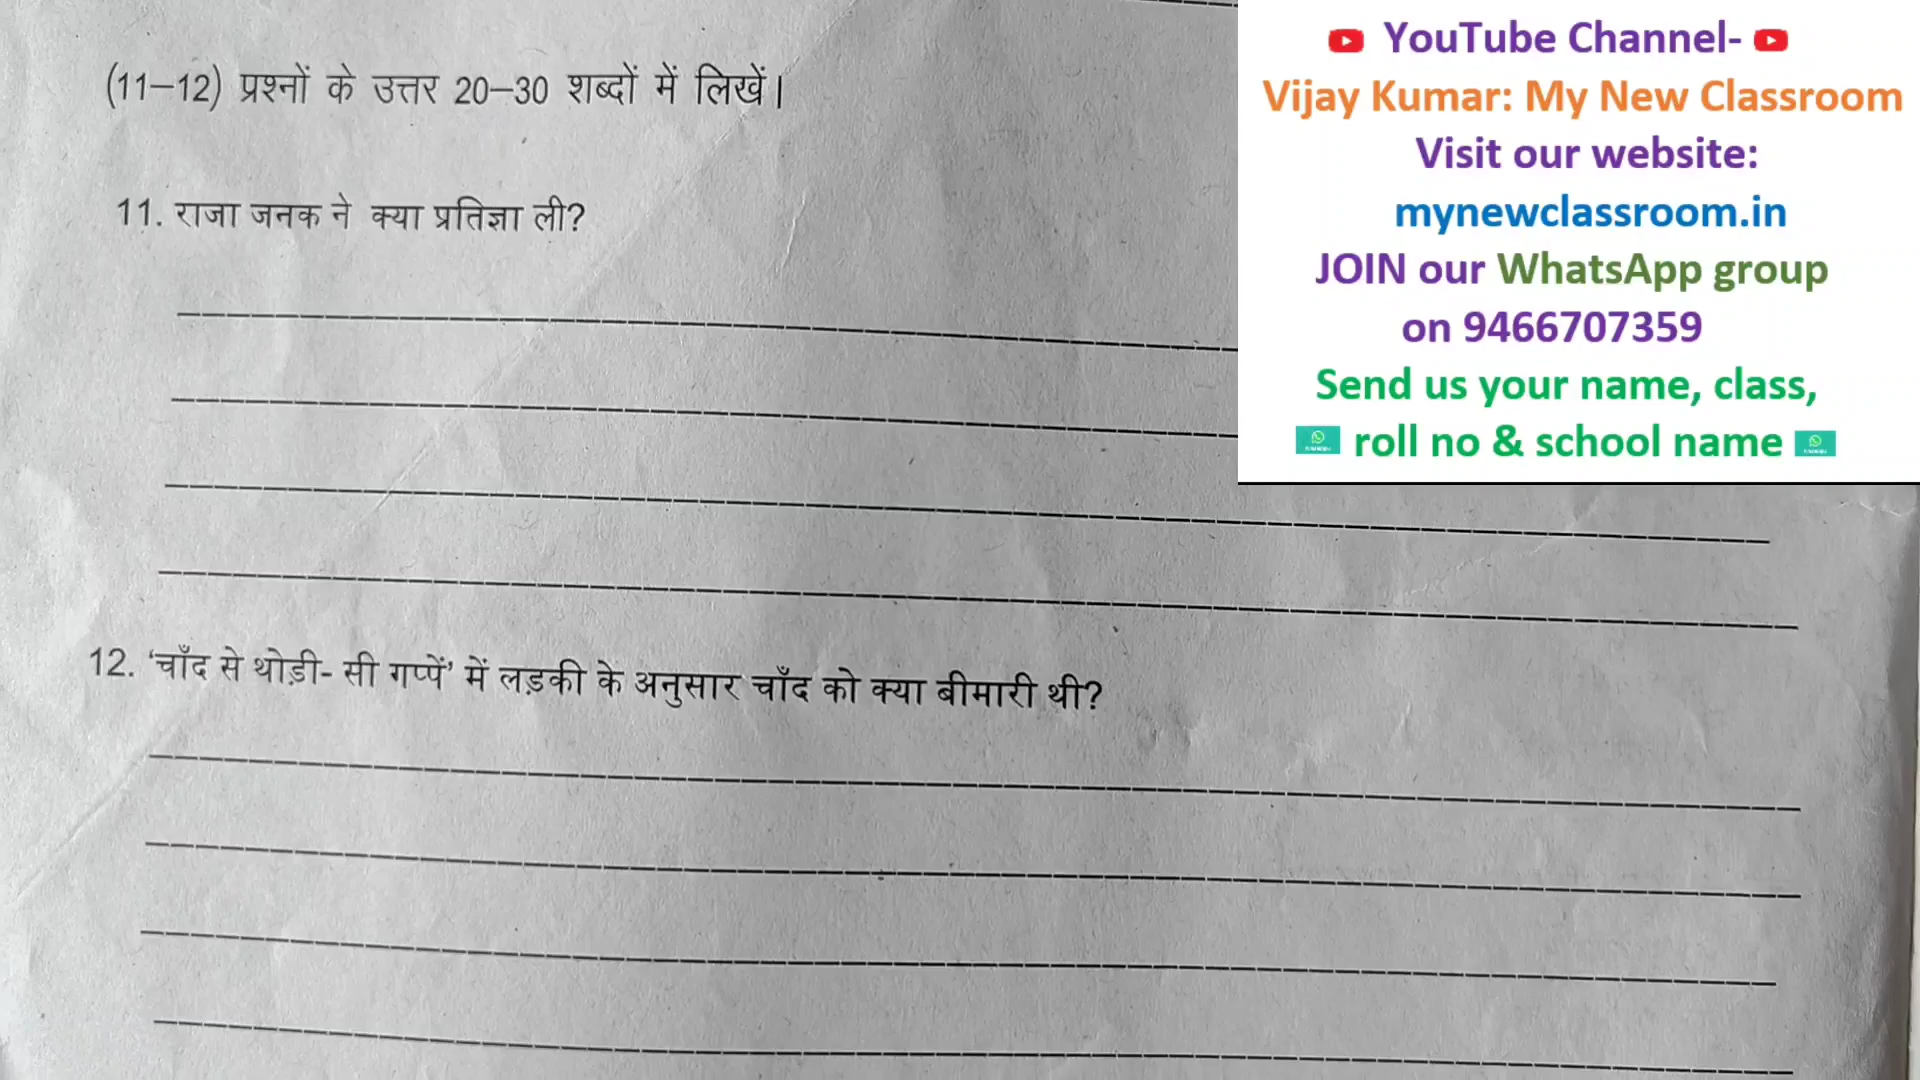 (11–12) प्रश्नों के उत्तर 20–30 शब्दों में लिखें।
11. राजा जनक ने क्या प्रतिज्ञा ली?
12. ‘चाँद से थोड़ी- सी गप्पें’ में लड़की के अनुसार चाँद को क्या बीमारी थी?
YouTube Channel-
Vijay Kumar: My New Classroom
Visit our website:
mynewclassroom.in
JOIN our WhatsApp group
on 9466707359
Send us your name, class,
roll no & school name